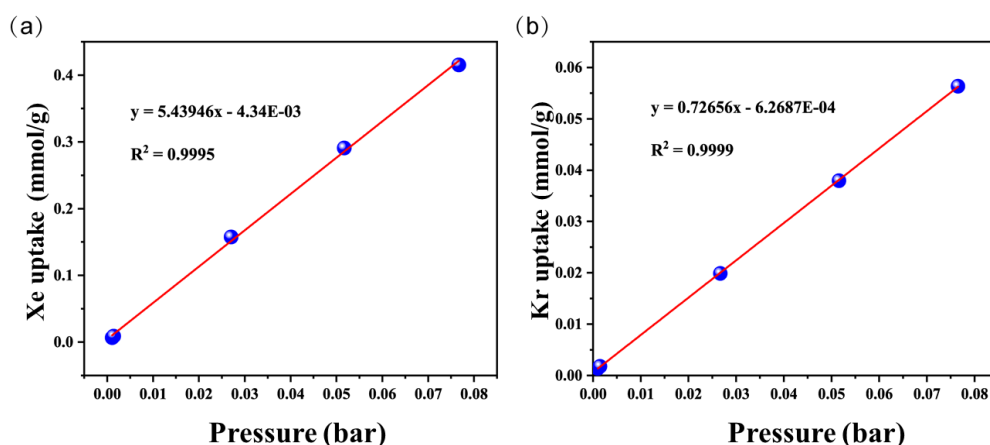 (a)
Xe uptake (mmol/g)
0.4
0.3
0.2
0.1
0.0
y = 5.43946x - 4.34E-03
R² = 0.9995
0.00 0.01 0.02 0.03 0.04 0.05 0.06 0.07 0.08
Pressure (bar)
(b)
Kr uptake (mmol/g)
0.06
0.05
0.04
0.03
0.02
0.01
0.00
y = 0.72656x - 6.2687E-04
R² = 0.9999
0.00 0.01 0.02 0.03 0.04 0.05 0.06 0.07 0.08
Pressure (bar)